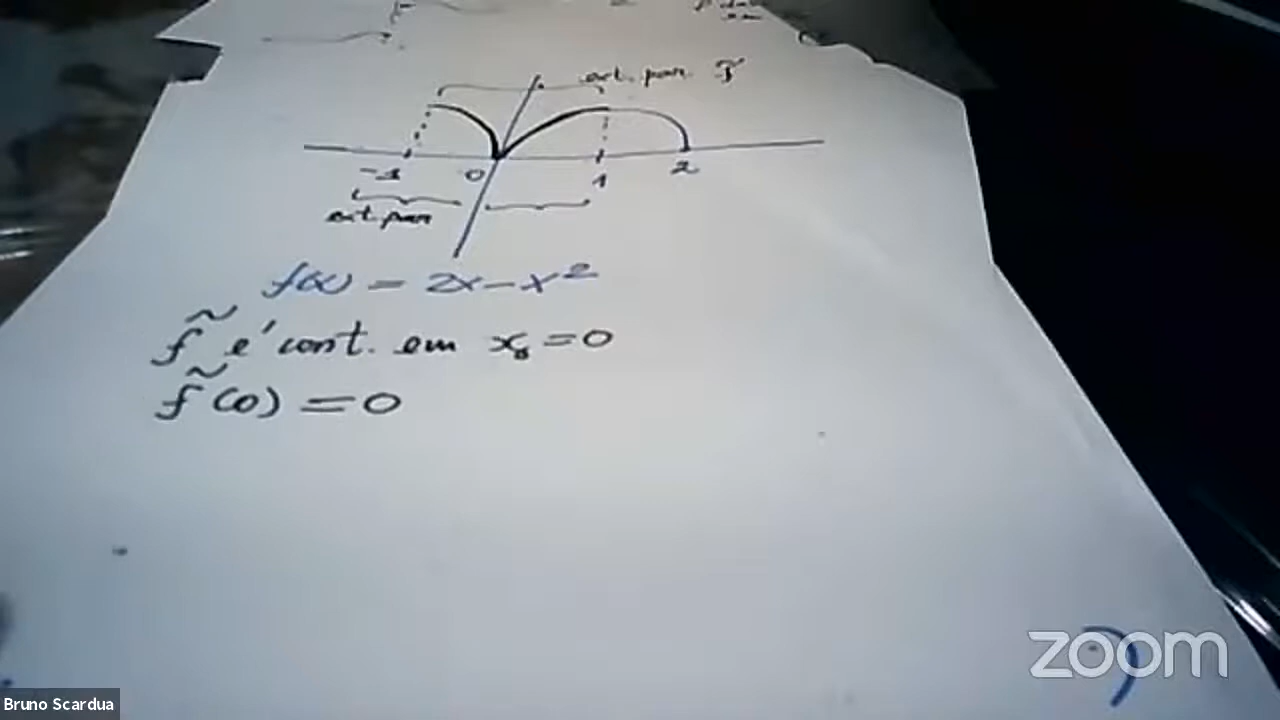 ext. par. f̃
-1 0 1 2
ext. par
f(x) = 2x - x²
f̃ é cont. em x₀ = 0
f̃(0) = 0
zoom
Bruno Scardua